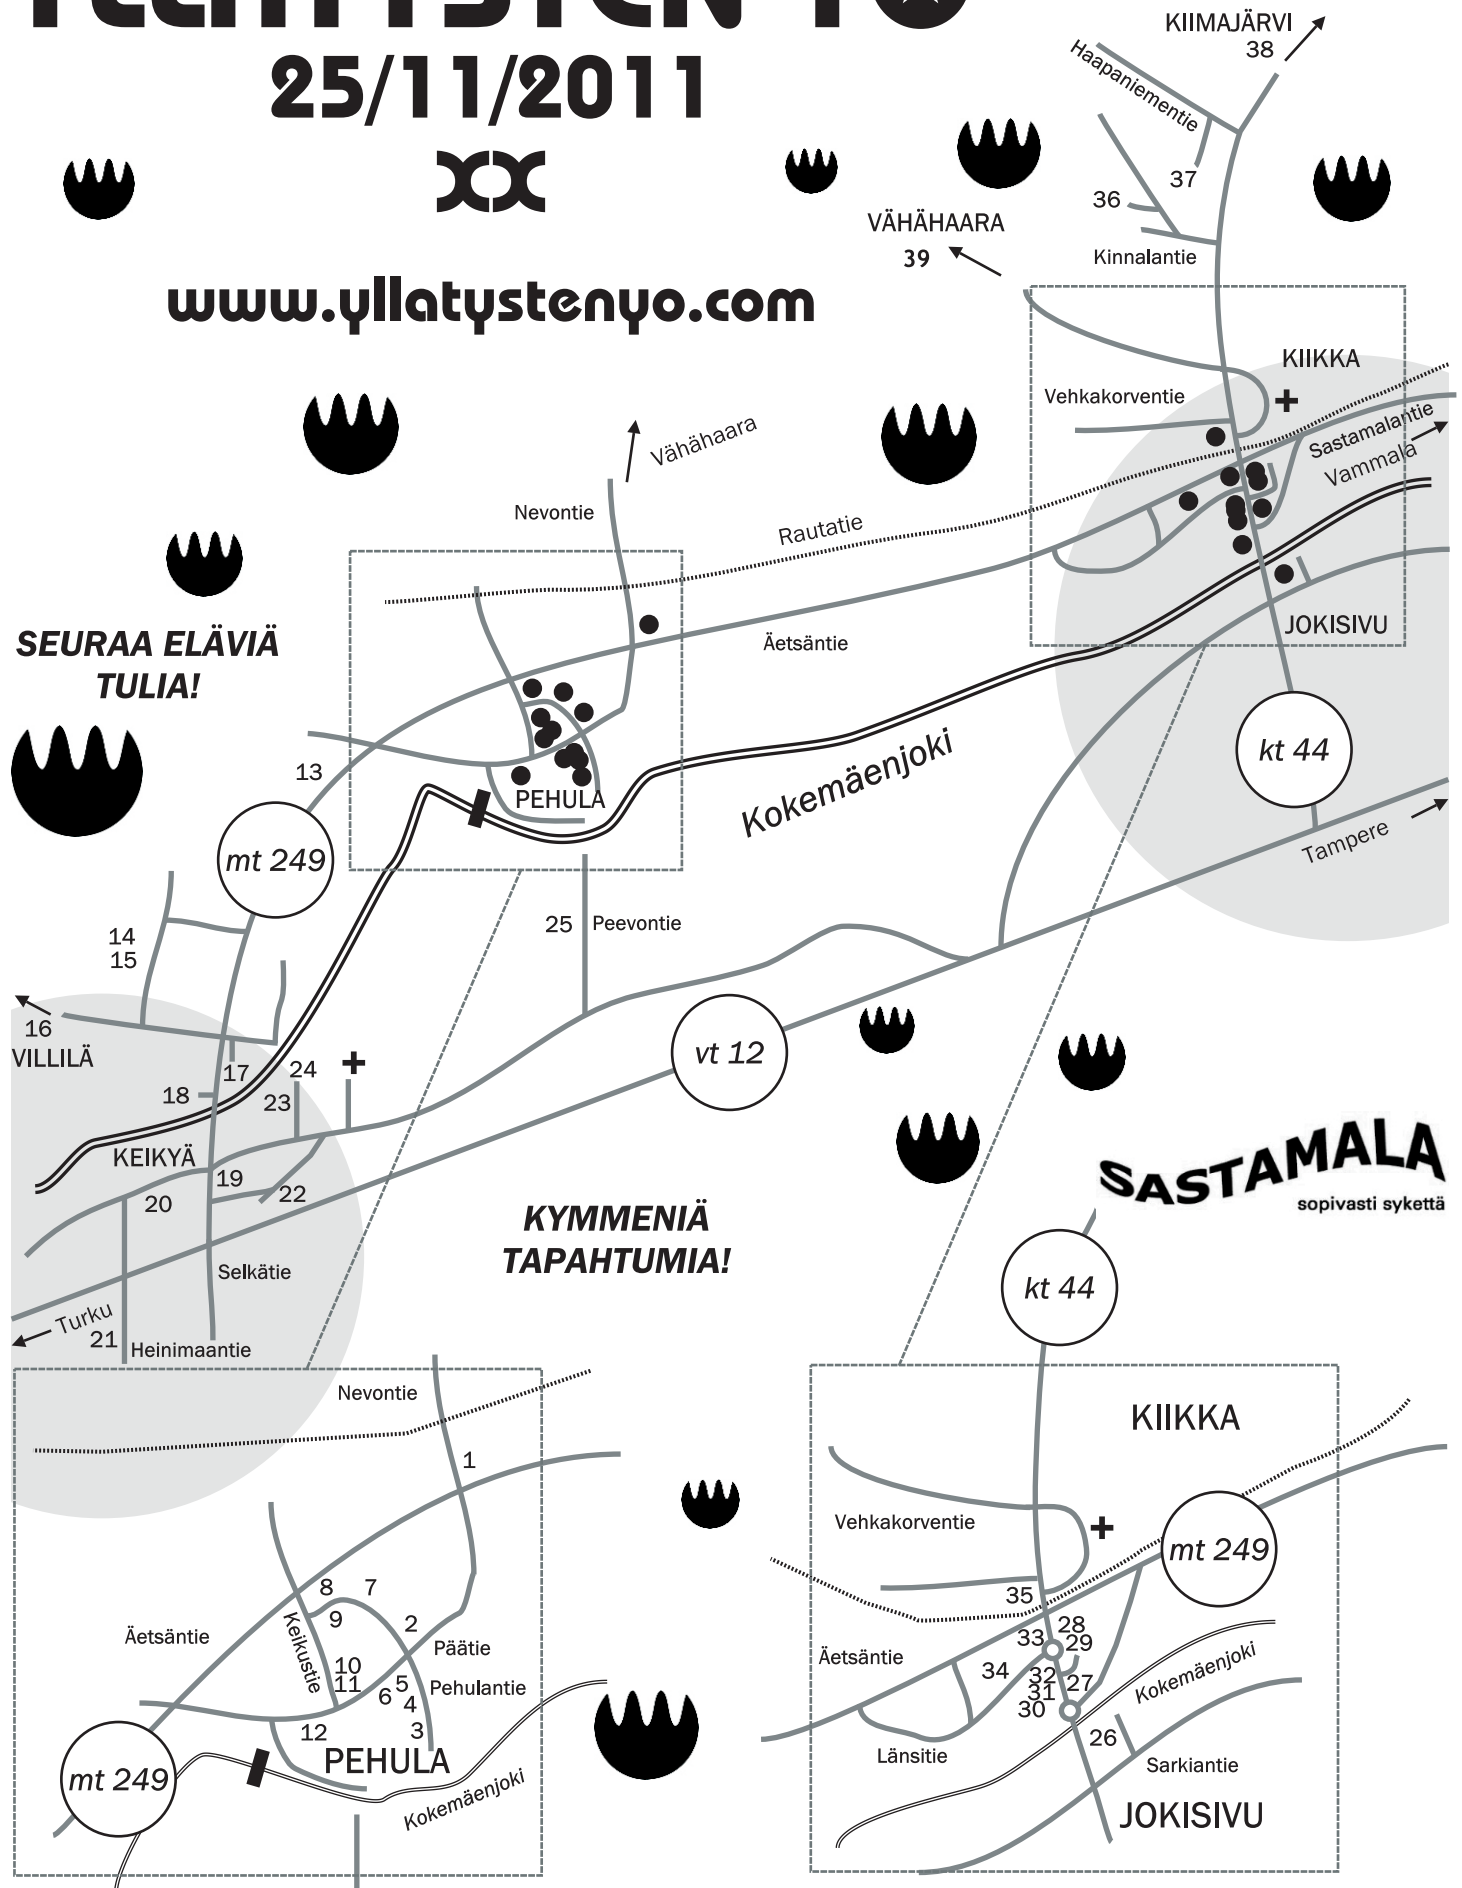 YLLÄTYSTEN YÖ
25/11/2011
www.yllatystenyo.com
KIIMAJÄRVI
38
Haapaniementie
37
36
VÄHÄHAARA
39
Kinnalantie
KIIKKA
Vehkakorventie
+
Sastamalantie
Vammala
Vähähaara
Nevontie
Rautatie
SEURAA ELÄVIÄ
TULIA!
Äetsäntie
JOKISIVU
kt 44
13
PEHULA
Kokemäenjoki
mt 249
Tampere
25
Peevontie
14
15
16
VILLILÄ
vt 12
17
24
+
18
23
KEIKYÄ
19
20
22
SASTAMALA
sopivasti sykettä
KYMMENIÄ
TAPAHTUMIA!
Selkätie
Turku
21
Heinimaantie
kt 44
Nevontie
1
8
7
9
2
Keikustie
Äetsäntie
Päätie
10
11
5
6
4
Pehulantie
3
12
PEHULA
mt 249
Kokemäenjoki
KIIKKA
Vehkakorventie
+
mt 249
35
28
33
29
Äetsäntie
34
32
27
31
30
Kokemäenjoki
26
Länsitie
Sarkiantie
JOKISIVU